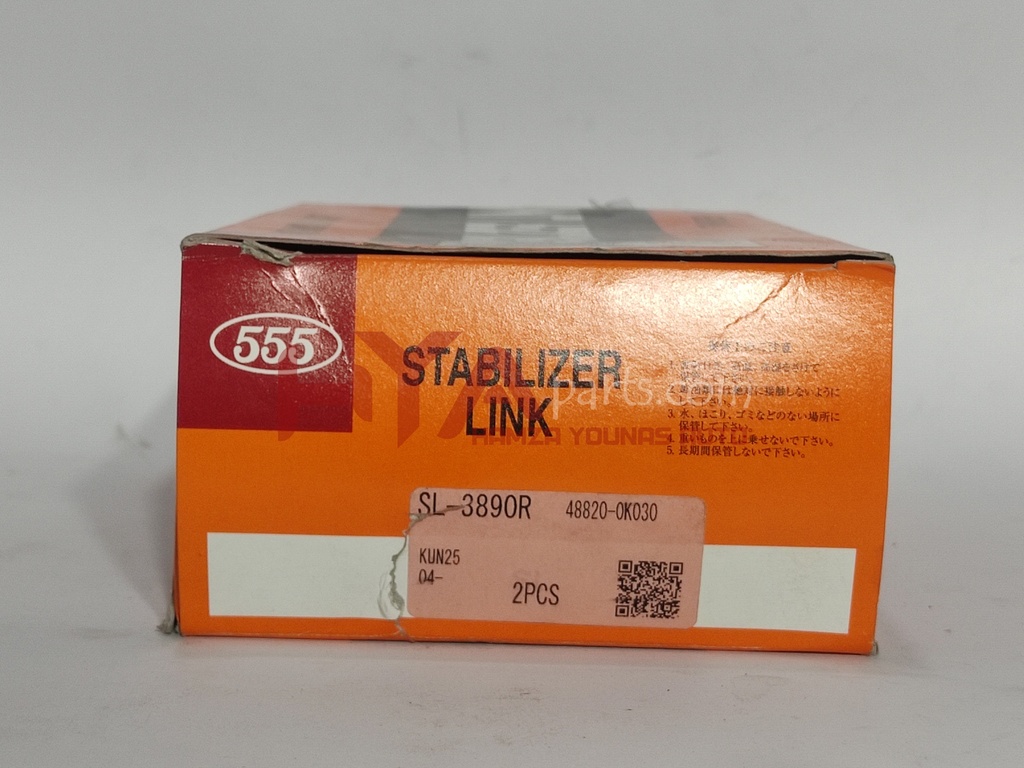 555
STABILIZER
LINK
parts.com
HAMZA YOUNAS
3. 水、ほこり、ゴミなどのない場所に
保管して下さい。
4. 重いものを上に乗せないで下さい。
5. 長期間保管しないで下さい。
SL-3890R 48820-0K030
KUN25
04-
2PCS